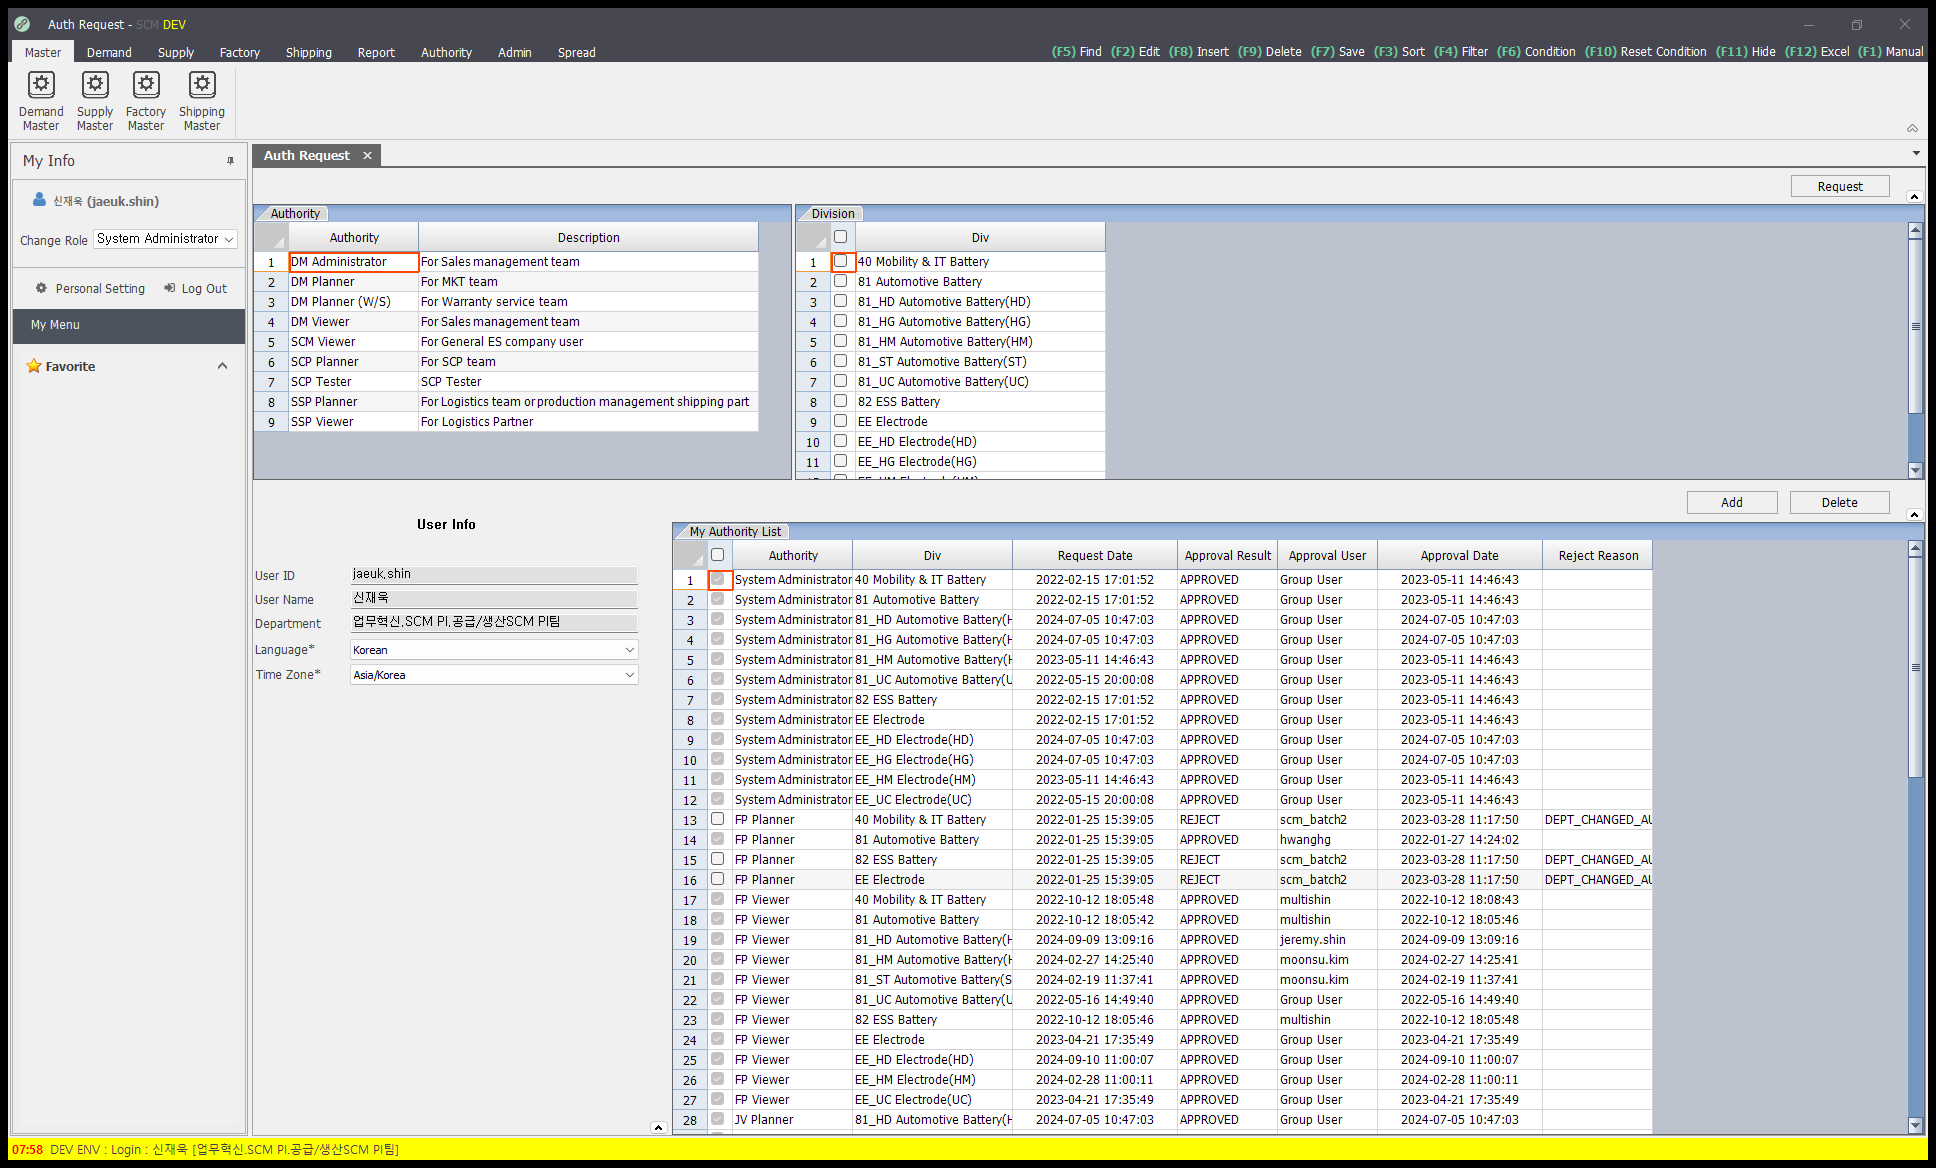 Auth Request - SCM DEV
Master Demand Supply Factory Shipping Report Authority Admin Spread (F5) Find (F2) Edit (F8) Insert (F9) Delete (F7) Save (F3) Sort (F4) Filter (F6) Condition (F10) Reset Condition (F11) Hide (F12) Excel (F1) Manual
Demand Master Supply Master Factory Master Shipping Master
My Info
신재욱 (jaeuk.shin)
Change Role System Administrator
Personal Setting Log Out
My Menu
Favorite
Auth Request
Request
Authority
Authority Description
1 DM Administrator For Sales management team
2 DM Planner For MKT team
3 DM Planner (W/S) For Warranty service team
4 DM Viewer For Sales management team
5 SCM Viewer For General ES company user
6 SCP Planner For SCP team
7 SCP Tester SCP Tester
8 SSP Planner For Logistics team or production management shipping part
9 SSP Viewer For Logistics Partner
Division
Div
1 40 Mobility & IT Battery
2 81 Automotive Battery
3 81_HD Automotive Battery(HD)
4 81_HG Automotive Battery(HG)
5 81_HM Automotive Battery(HM)
6 81_ST Automotive Battery(ST)
7 81_UC Automotive Battery(UC)
8 82 ESS Battery
9 EE Electrode
10 EE_HD Electrode(HD)
11 EE_HG Electrode(HG)
Add Delete
User Info
User ID jaeuk.shin
User Name 신재욱
Department 업무혁신.SCM PI.공급/생산SCM PI팀
Language* Korean
Time Zone* Asia/Korea
My Authority List
Authority Div Request Date Approval Result Approval User Approval Date Reject Reason
1 System Administrator 40 Mobility & IT Battery 2022-02-15 17:01:52 APPROVED Group User 2023-05-11 14:46:43
2 System Administrator 81 Automotive Battery 2022-02-15 17:01:52 APPROVED Group User 2023-05-11 14:46:43
3 System Administrator 81_HD Automotive Battery(H 2024-07-05 10:47:03 APPROVED Group User 2024-07-05 10:47:03
4 System Administrator 81_HG Automotive Battery(H 2024-07-05 10:47:03 APPROVED Group User 2024-07-05 10:47:03
5 System Administrator 81_HM Automotive Battery(H 2023-05-11 14:46:43 APPROVED Group User 2023-05-11 14:46:43
6 System Administrator 81_UC Automotive Battery(U 2022-05-15 20:00:08 APPROVED Group User 2023-05-11 14:46:43
7 System Administrator 82 ESS Battery 2022-02-15 17:01:52 APPROVED Group User 2023-05-11 14:46:43
8 System Administrator EE Electrode 2022-02-15 17:01:52 APPROVED Group User 2023-05-11 14:46:43
9 System Administrator EE_HD Electrode(HD) 2024-07-05 10:47:03 APPROVED Group User 2024-07-05 10:47:03
10 System Administrator EE_HG Electrode(HG) 2024-07-05 10:47:03 APPROVED Group User 2024-07-05 10:47:03
11 System Administrator EE_HM Electrode(HM) 2023-05-11 14:46:43 APPROVED Group User 2023-05-11 14:46:43
12 System Administrator EE_UC Electrode(UC) 2022-05-15 20:00:08 APPROVED Group User 2023-05-11 14:46:43
13 FP Planner 40 Mobility & IT Battery 2022-01-25 15:39:05 REJECT scm_batch2 2023-03-28 11:17:50 DEPT_CHANGED_AU
14 FP Planner 81 Automotive Battery 2022-01-25 15:39:05 APPROVED hwanghg 2022-01-27 14:24:02
15 FP Planner 82 ESS Battery 2022-01-25 15:39:05 REJECT scm_batch2 2023-03-28 11:17:50 DEPT_CHANGED_AU
16 FP Planner EE Electrode 2022-01-25 15:39:05 REJECT scm_batch2 2023-03-28 11:17:50 DEPT_CHANGED_AU
17 FP Viewer 40 Mobility & IT Battery 2022-10-12 18:05:48 APPROVED multishin 2022-10-12 18:08:43
18 FP Viewer 81 Automotive Battery 2022-10-12 18:05:42 APPROVED multishin 2022-10-12 18:05:46
19 FP Viewer 81_HD Automotive Battery(H 2024-09-09 13:09:16 APPROVED jeremy.shin 2024-09-09 13:09:16
20 FP Viewer 81_HM Automotive Battery(H 2024-02-27 14:25:40 APPROVED moonsu.kim 2024-02-27 14:25:41
21 FP Viewer 81_ST Automotive Battery(S 2024-02-19 11:37:41 APPROVED moonsu.kim 2024-02-19 11:37:41
22 FP Viewer 81_UC Automotive Battery(U 2022-05-16 14:49:40 APPROVED Group User 2022-05-16 14:49:40
23 FP Viewer 82 ESS Battery 2022-10-12 18:05:46 APPROVED multishin 2022-10-12 18:05:48
24 FP Viewer EE Electrode 2023-04-21 17:35:49 APPROVED Group User 2023-04-21 17:35:49
25 FP Viewer EE_HD Electrode(HD) 2024-09-10 11:00:07 APPROVED Group User 2024-09-10 11:00:07
26 FP Viewer EE_HM Electrode(HM) 2024-02-28 11:00:11 APPROVED Group User 2024-02-28 11:00:11
27 FP Viewer EE_UC Electrode(UC) 2023-04-21 17:35:49 APPROVED Group User 2023-04-21 17:35:49
28 JV Planner 81_HD Automotive Battery(H 2024-07-05 10:47:03 APPROVED Group User 2024-07-05 10:47:03
07:58 DEV ENV : Login : 신재욱 [업무혁신.SCM PI.공급/생산SCM PI팀]